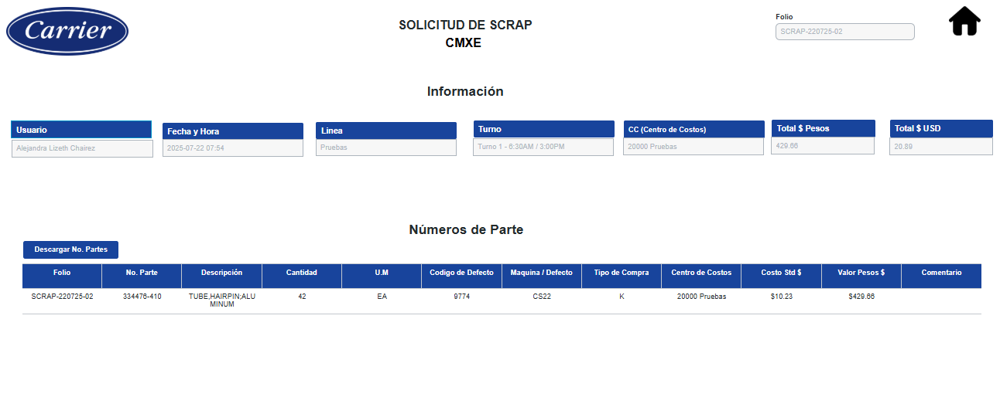 Carrier
SOLICITUD DE SCRAP
CMXE
Folio
SCRAP-220725-02
Información
Usuario
Alejandra Lizeth Chairez
Fecha y Hora
2025-07-22 07:54
Linea
Pruebas
Turno
Turno 1 - 6:30AM / 3:00PM
CC (Centro de Costos)
20000 Pruebas
Total $ Pesos
429.66
Total $ USD
20.89
Números de Parte
Descargar No. Partes
Folio No. Parte Descripción Cantidad U.M Codigo de Defecto Maquina / Defecto Tipo de Compra Centro de Costos Costo Std $ Valor Pesos $ Comentario
SCRAP-220725-02 334476-410 TUBE,HAIRPIN;ALU 42 EA 9774 CS22 K 20000 Pruebas $10.23 $429.66
MINUM